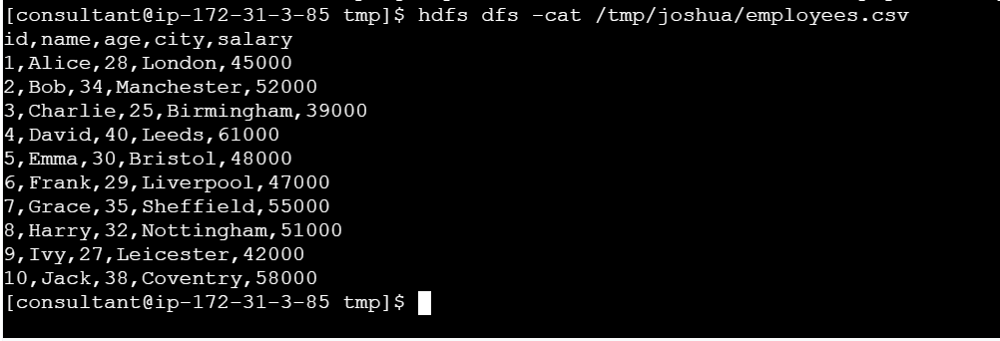 [consultant@ip-172-31-3-85 tmp]$ hdfs dfs -cat /tmp/joshua/employees.csv
id,name,age,city,salary
1,Alice,28,London,45000
2,Bob,34,Manchester,52000
3,Charlie,25,Birmingham,39000
4,David,40,Leeds,61000
5,Emma,30,Bristol,48000
6,Frank,29,Liverpool,47000
7,Grace,35,Sheffield,55000
8,Harry,32,Nottingham,51000
9,Ivy,27,Leicester,42000
10,Jack,38,Coventry,58000
[consultant@ip-172-31-3-85 tmp]$